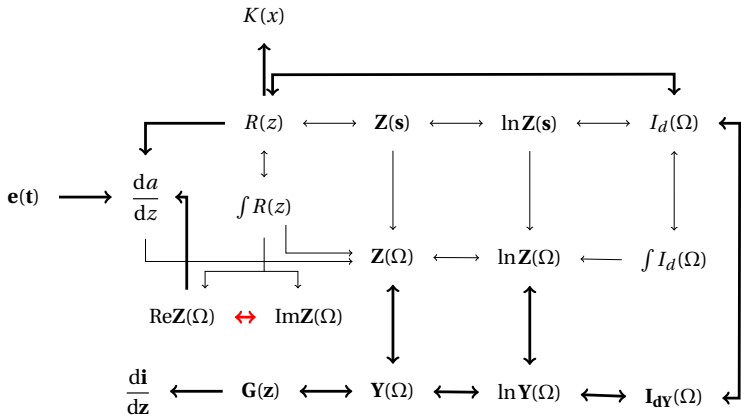 K(x)
R(z) Z(s) ln Z(s) I_d(Ω)
e(t) da/dz ∫ R(z)
Z(Ω) ln Z(Ω) ∫ I_d(Ω)
ReZ(Ω) ImZ(Ω)
di/dz G(z) Y(Ω) ln Y(Ω) I_dY(Ω)